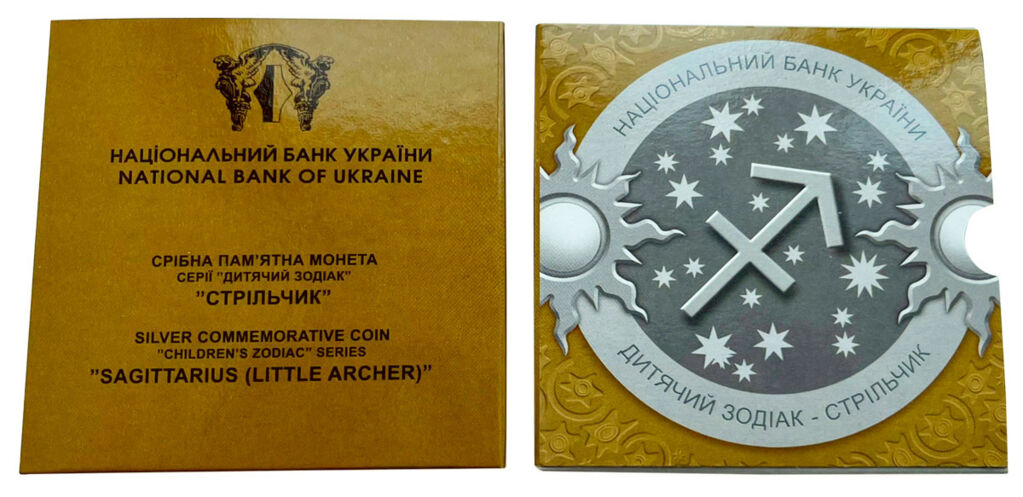 НАЦІОНАЛЬНИЙ БАНК УКРАЇНИ
NATIONAL BANK OF UKRAINE
СРІБНА ПАМ'ЯТНА МОНЕТА
СЕРІЇ "ДИТЯЧИЙ ЗОДІАК"
"СТРІЛЬЧИК"
SILVER COMMEMORATIVE COIN
"CHILDREN'S ZODIAC" SERIES
"SAGITTARIUS (LITTLE ARCHER)"
НАЦІОНАЛЬНИЙ БАНК УКРАЇНИ
ДИТЯЧИЙ ЗОДІАК - СТРІЛЬЧИК